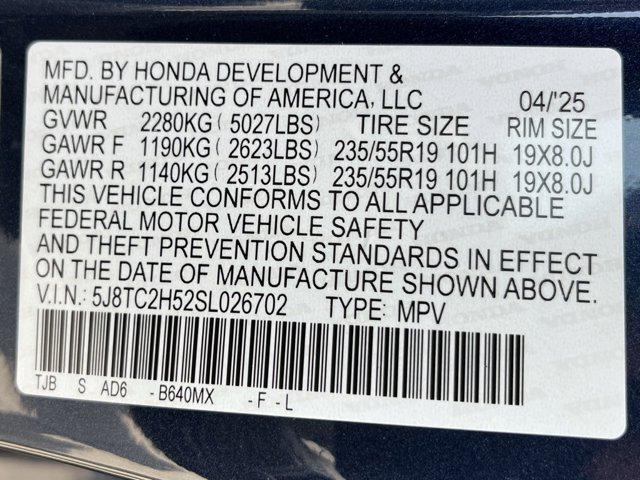 MFD. BY HONDA DEVELOPMENT &
MANUFACTURING OF AMERICA, LLC 04/'25
GVWR 2280KG(5027LBS) TIRE SIZE RIM SIZE
GAWR F 1190KG(2623LBS) 235/55R19 101H 19X8.0J
GAWR R 1140KG(2513LBS) 235/55R19 101H 19X8.0J
THIS VEHICLE CONFORMS TO ALL APPLICABLE
FEDERAL MOTOR VEHICLE SAFETY
AND THEFT PREVENTION STANDARDS IN EFFECT
ON THE DATE OF MANUFACTURE SHOWN ABOVE.
V.I.N.: 5J8TC2H52SL026702 TYPE: MPV
TJB S AD6 -B640MX -F-L